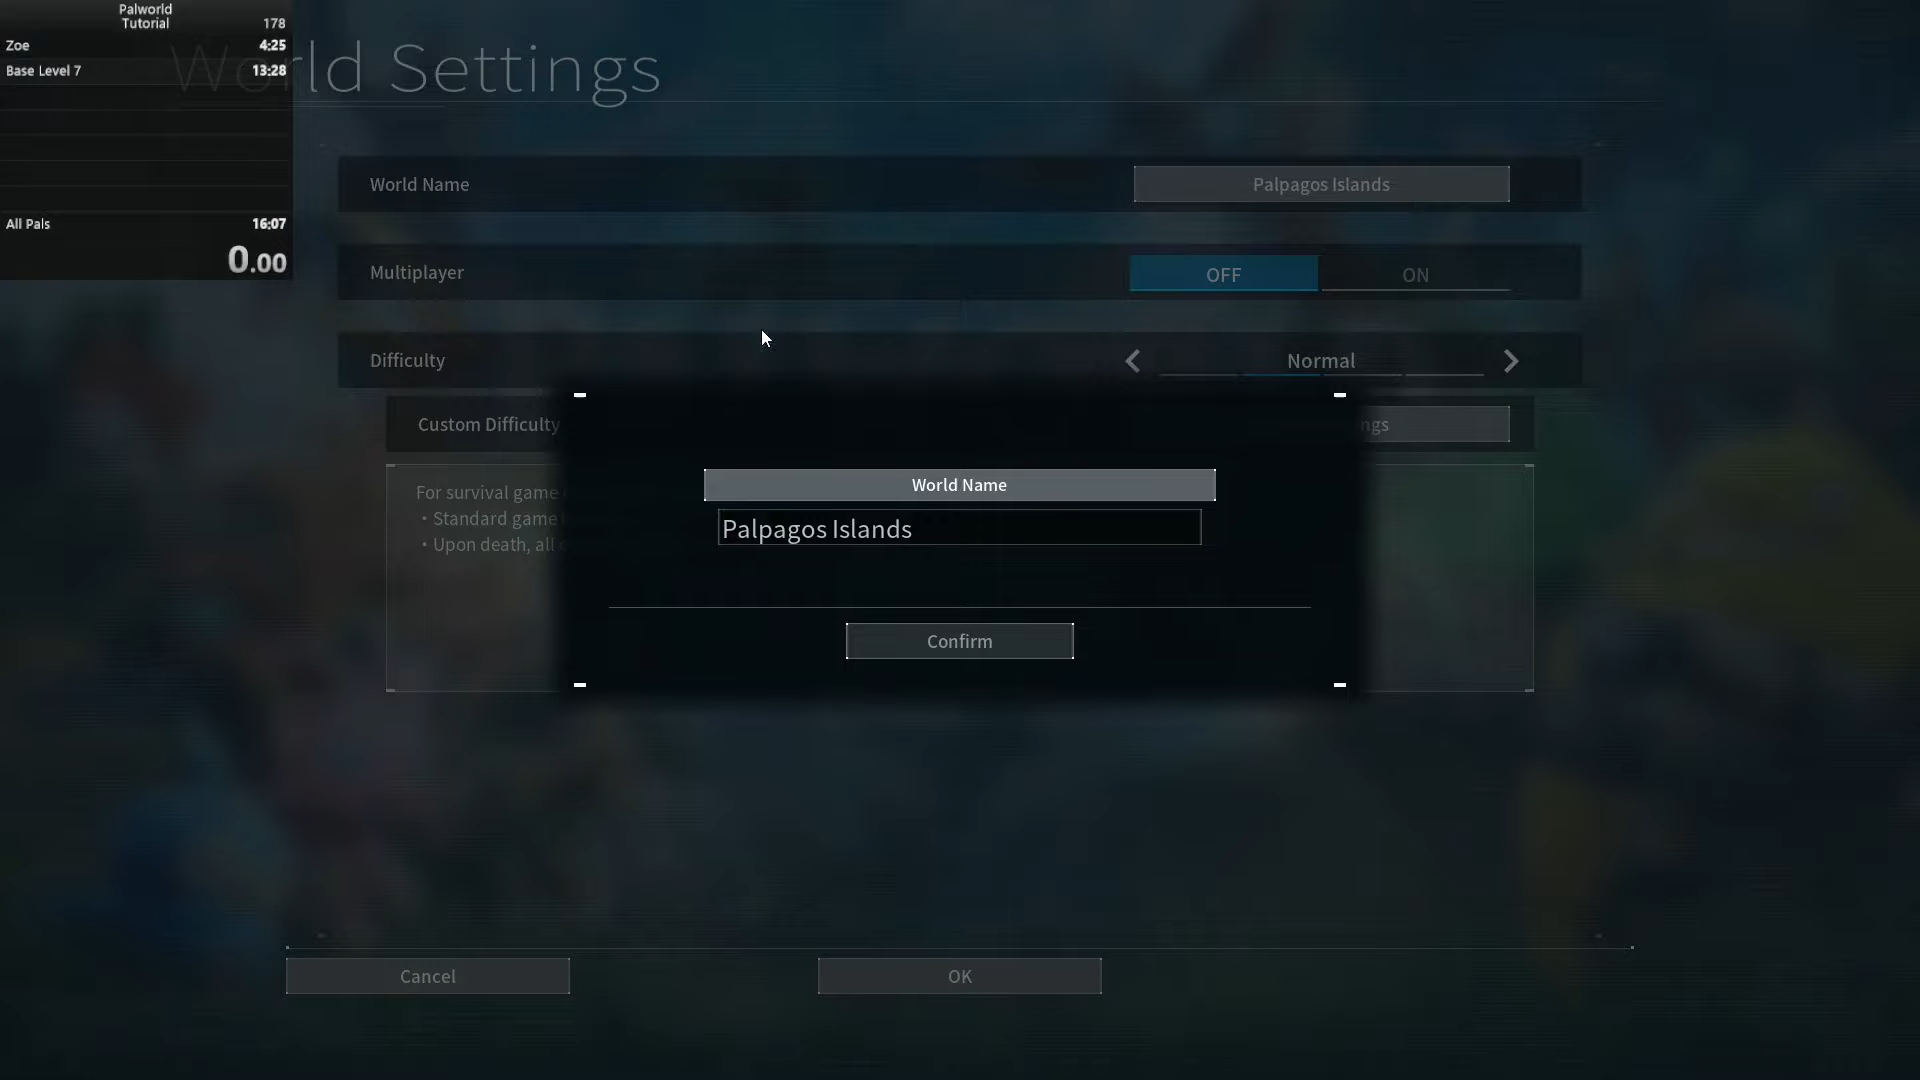 Palworld
Tutorial
178
Zoe 4:25
Base Level 7 13:28
All Pals 16:07
0.00
World Settings
World Name Palpagos Islands
Multiplayer OFF ON
Difficulty Normal
Custom Difficulty
For survival game
・Standard game
・Upon death, all
World Name
Palpagos Islands
Confirm
Cancel OK